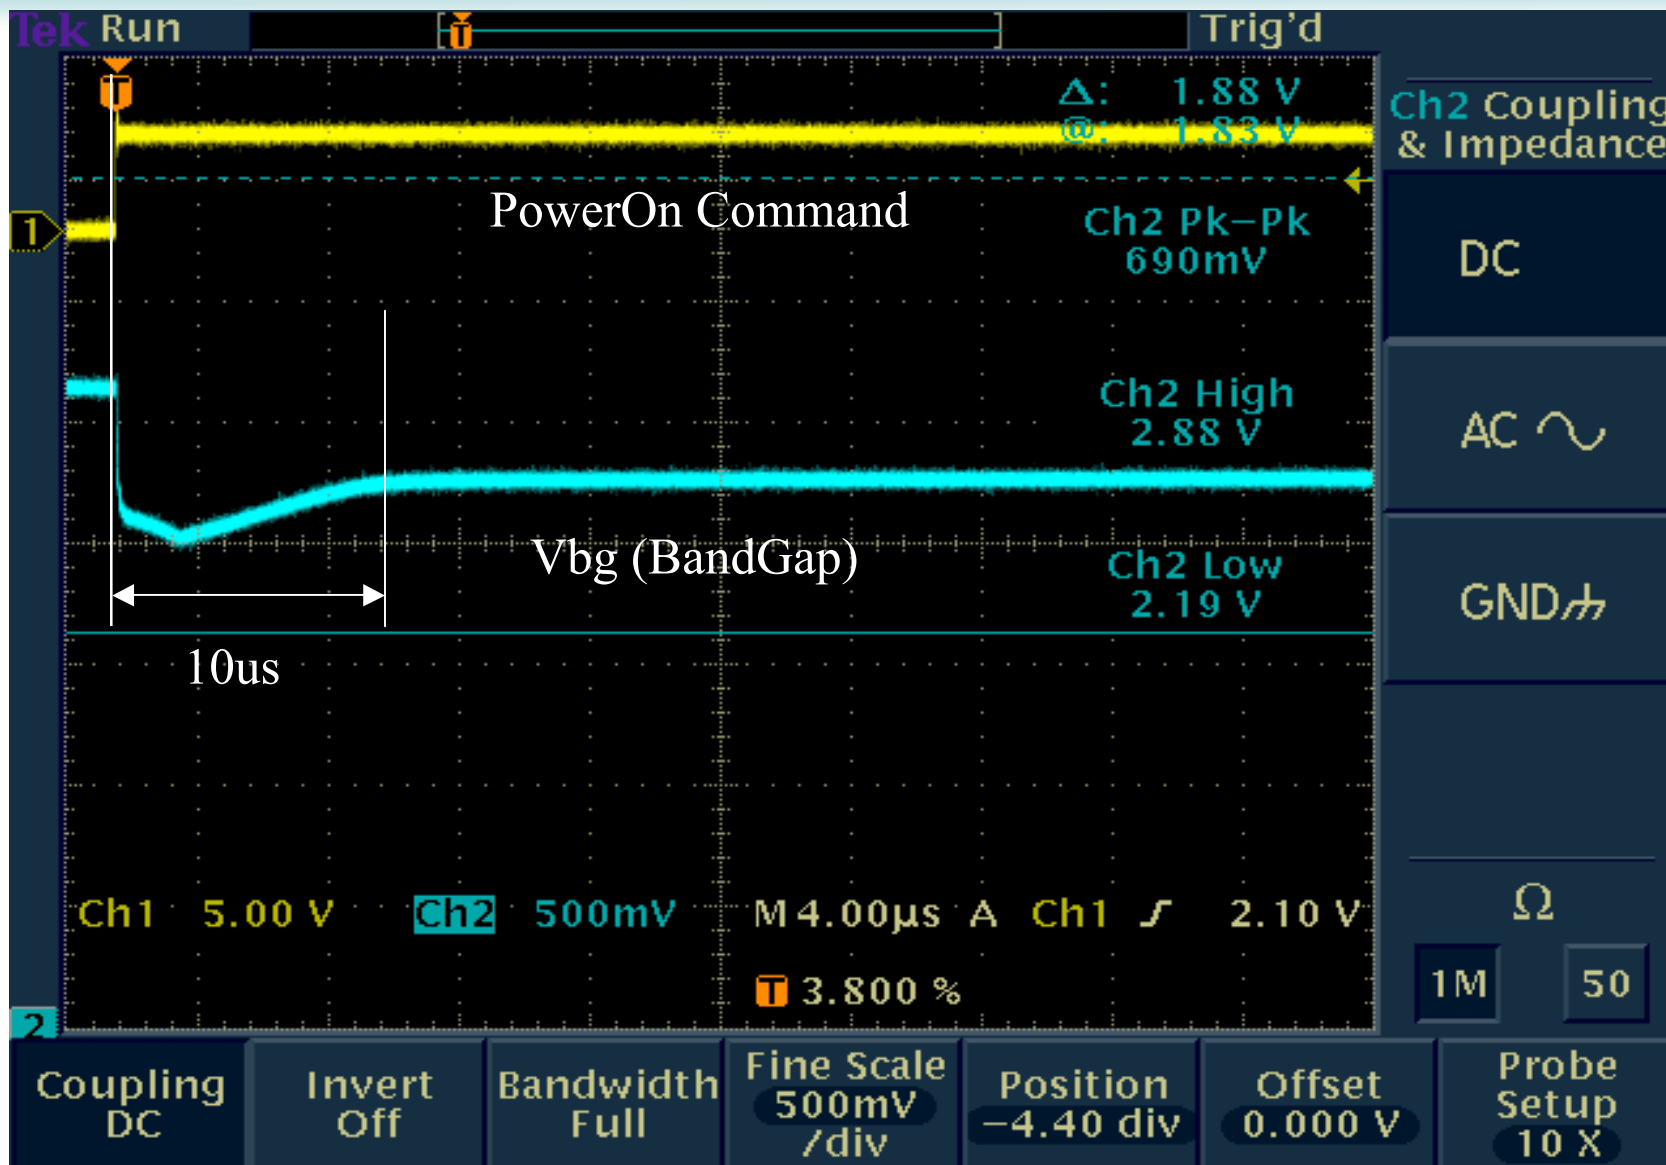 Tek Run
T
Trig'd
T
Δ: 1.88 V
@: 1.83 V
Ch2 Coupling
& Impedance
1
PowerOn Command
Ch2 Pk-Pk
690mV
DC
Ch2 High
2.88 V
AC
Vbg (BandGap)
Ch2 Low
2.19 V
GND
10us
Ch1 5.00 V Ch2 500mV M 4.00µs A Ch1 2.10 V
T 3.800 %
Ω
1M 50
2
Coupling
DC
Invert
Off
Bandwidth
Full
Fine Scale
500mV
/div
Position
-4.40 div
Offset
0.000 V
Probe
Setup
10 X